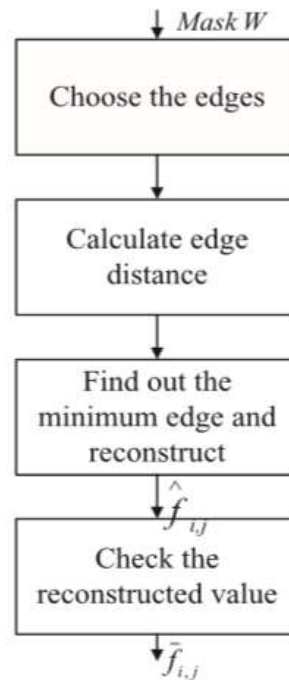 Mask W
Choose the edges
Calculate edge
distance
Find out the
minimum edge and
reconstruct
f̂ i,j
Check the
reconstructed value
f̄ i,j